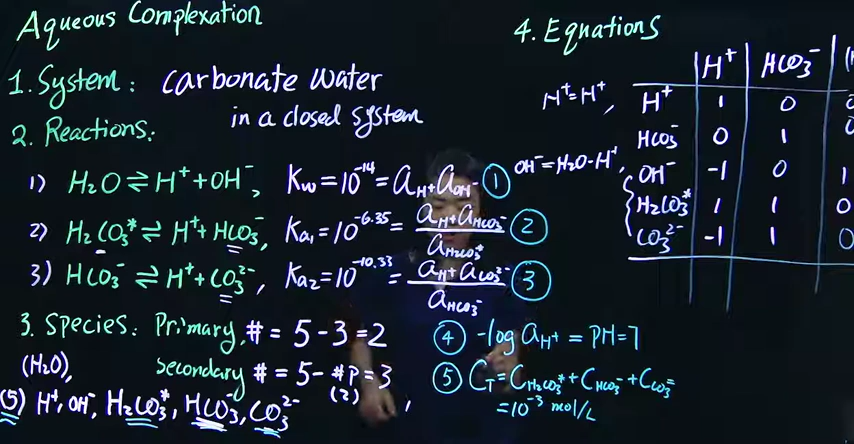 Aqueous Complexation
1. System: carbonate water
in a closed system
2. Reactions:
1) H₂O ⇌ H⁺ + OH⁻, Kw = 10⁻¹⁴ = aH⁺ aOH⁻ ①
2) H₂CO₃* ⇌ H⁺ + HCO₃⁻, Ka₁ = 10⁻⁶·³⁵ = aH⁺ aHCO₃⁻ / aH₂CO₃* ②
3) HCO₃⁻ ⇌ H⁺ + CO₃²⁻, Ka₂ = 10⁻¹⁰·³³ = aH⁺ aCO₃²⁻ / aHCO₃⁻ ③
3. Species: Primary, # = 5 - 3 = 2
(H₂O), secondary # = 5 - #P = 3
(2)
(5) H⁺, OH⁻, H₂CO₃*, HCO₃⁻, CO₃²⁻,
4. Equations
H⁺ HCO₃⁻
H⁺ = H⁺, H⁺ 1 0
HCO₃⁻ 0 1
OH⁻ = H₂O - H⁺, OH⁻ -1 0 1
H₂CO₃* 1 1 0
CO₃²⁻ -1 1 0
④ -log aH⁺ = PH = 7
⑤ CT = CH₂CO₃* + CHCO₃⁻ + CCO₃⁼
= 10⁻³ mol/L